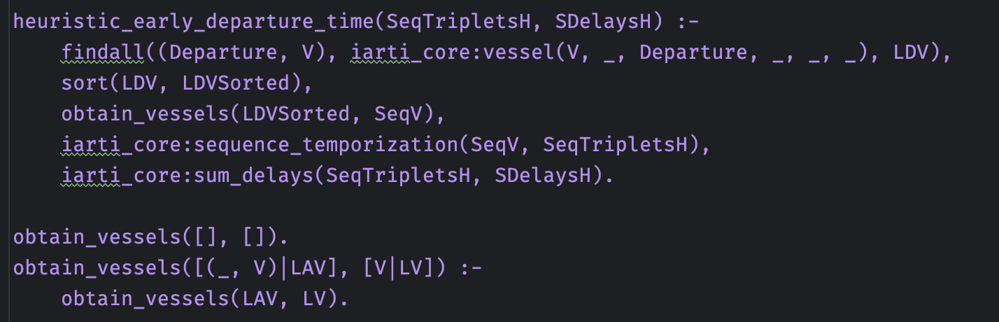 heuristic_early_departure_time(SeqTripletsH, SDelaysH) :-
    findall((Departure, V), iarti_core:vessel(V, _, Departure, _, _, _), LDV),
    sort(LDV, LDVSorted),
    obtain_vessels(LDVSorted, SeqV),
    iarti_core:sequence_temporization(SeqV, SeqTripletsH),
    iarti_core:sum_delays(SeqTripletsH, SDelaysH).

obtain_vessels([], []).
obtain_vessels([(_, V)|LAV], [V|LV]) :-
    obtain_vessels(LAV, LV).